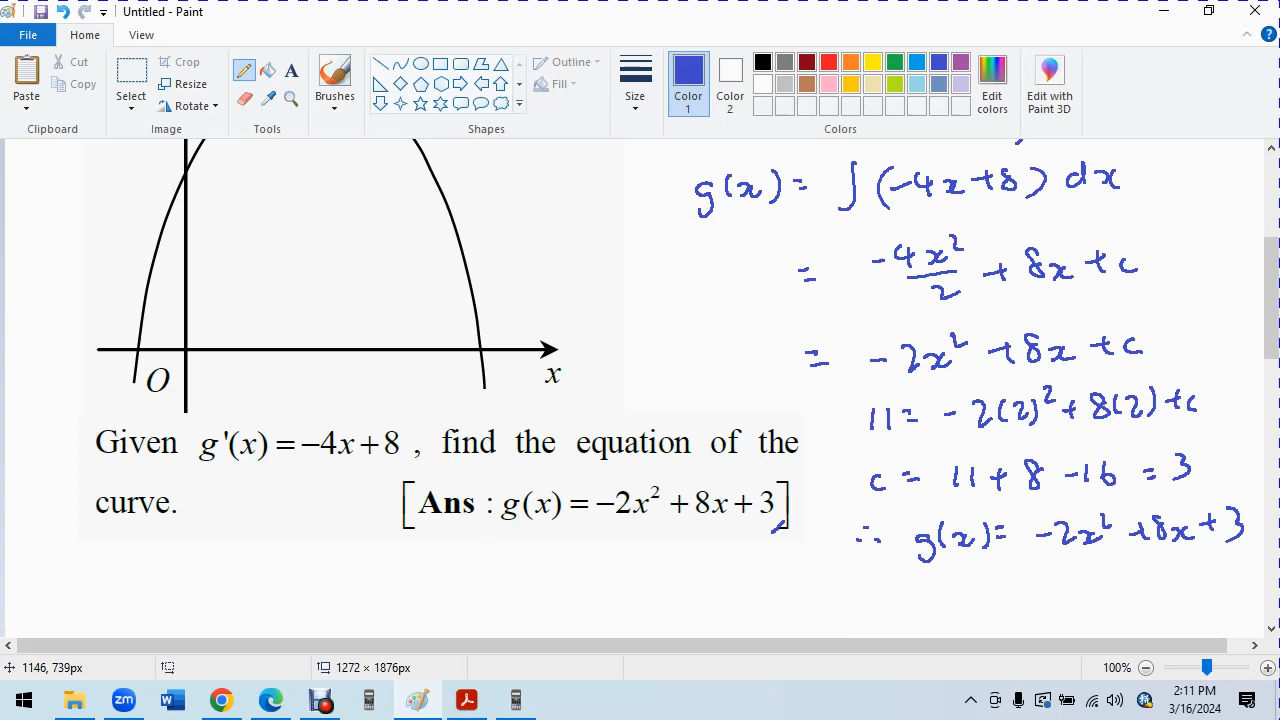 Untitled - Paint
File Home View
Paste
Cut
Copy
Clipboard
Select
Crop
Resize
Rotate
Image
A
Tools
Brushes
Outline
Fill
Shapes
Size
Color 1
Color 2
Edit colors
Edit with Paint 3D
Colors
O
x
Given g'(x) = −4x + 8 , find the equation of the
curve. [Ans : g(x) = −2x² + 8x + 3]
g(x) = ∫ (−4x + 8) dx
= −4x²/2 + 8x + c
= −2x² + 8x + c
11 = −2(2)² + 8(2) + c
c = 11 + 8 − 16 = 3
∴ g(x) = −2x² + 8x + 3
1146, 739px
1272 × 1876px
100%
zm
W
2:11 PM
3/16/2024